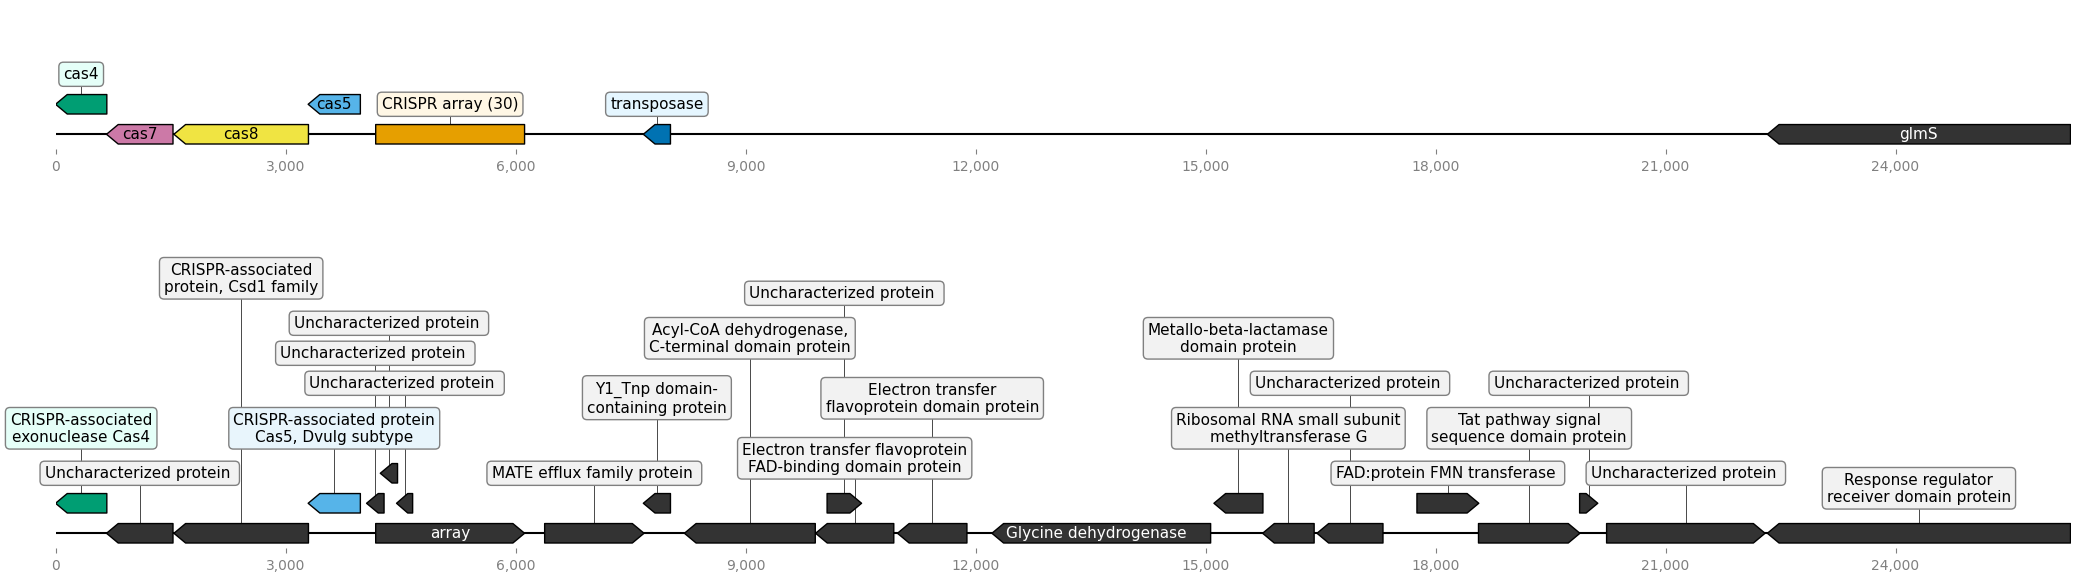 cas4
cas5
CRISPR array (30)
transposase
cas7
cas8
glmS
0
3,000
6,000
9,000
12,000
15,000
18,000
21,000
24,000
CRISPR-associated
protein, Csd1 family
Uncharacterized protein
Uncharacterized protein
Uncharacterized protein
Uncharacterized protein
Acyl-CoA dehydrogenase,
C-terminal domain protein
Metallo-beta-lactamase
domain protein
Y1_Tnp domain-
containing protein
Electron transfer
flavoprotein domain protein
Uncharacterized protein
Uncharacterized protein
CRISPR-associated
exonuclease Cas4
CRISPR-associated protein
Cas5, Dvulg subtype
Electron transfer flavoprotein
FAD-binding domain protein
Ribosomal RNA small subunit
methyltransferase G
Tat pathway signal
sequence domain protein
Uncharacterized protein
MATE efflux family protein
FAD:protein FMN transferase
Uncharacterized protein
Response regulator
receiver domain protein
array
Glycine dehydrogenase
0
3,000
6,000
9,000
12,000
15,000
18,000
21,000
24,000